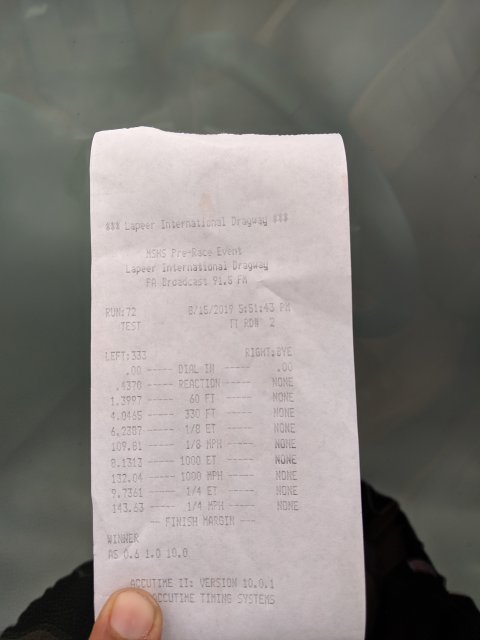 *** Lapeer International Dragway ***
MSHS Pre-Race Event
Lapeer International Dragway
PA Broadcast 91.5 FM
RUN:72 8/15/2019 5:51:43 PM
TEST TT RD# 2
LEFT:333 RIGHT:BYE
.00 ----- DIAL IN ----- .00
.4370 ----- REACTION ----- NONE
1.3997 ----- 60 FT ----- NONE
4.0465 ----- 330 FT ----- NONE
6.2307 ----- 1/8 ET ----- NONE
109.81 ----- 1/8 MPH ----- NONE
8.1313 ----- 1000 ET ----- NONE
132.04 ----- 1000 MPH ----- NONE
9.7361 ----- 1/4 ET ----- NONE
143.63 ----- 1/4 MPH ----- NONE
-- FINISH MARGIN ---
WINNER
AS 0.6 1.0 10.0
ACCUTIME II: VERSION 10.0.1
ACCUTIME TIMING SYSTEMS